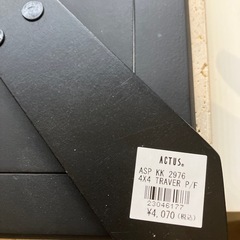 ACTUS.
ASP KK 2976
4X4 TRAVER P/F
23046177
¥4,070(税込)